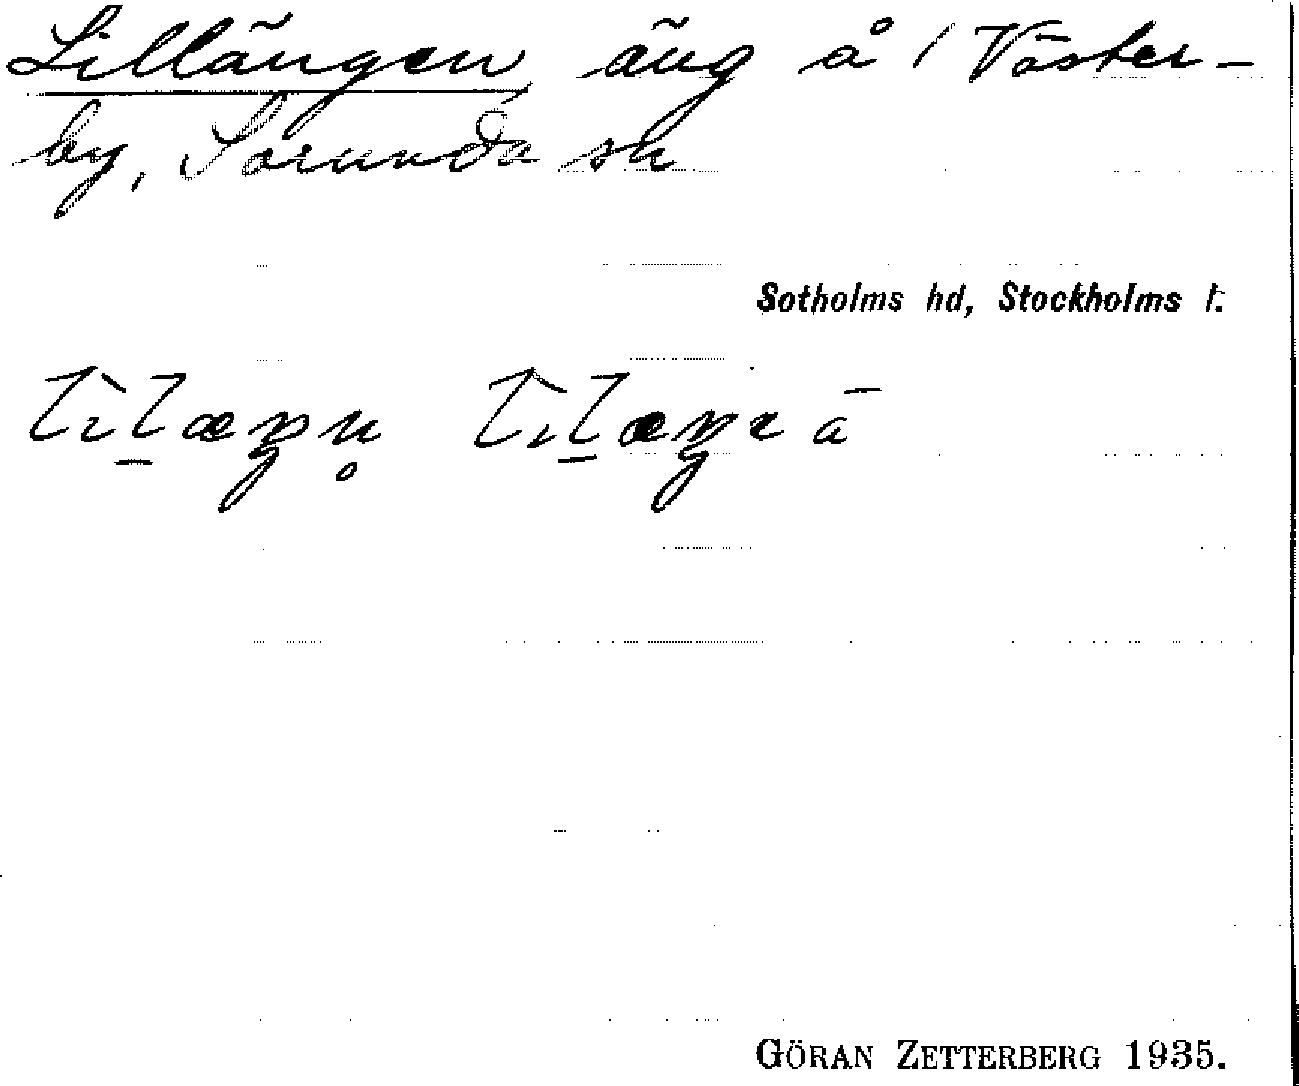 Lillängen äng å / Väster-
by, Sorunda sn
Sotholms hd, Stockholms l.
GÖRAN ZETTERBERG 1935.